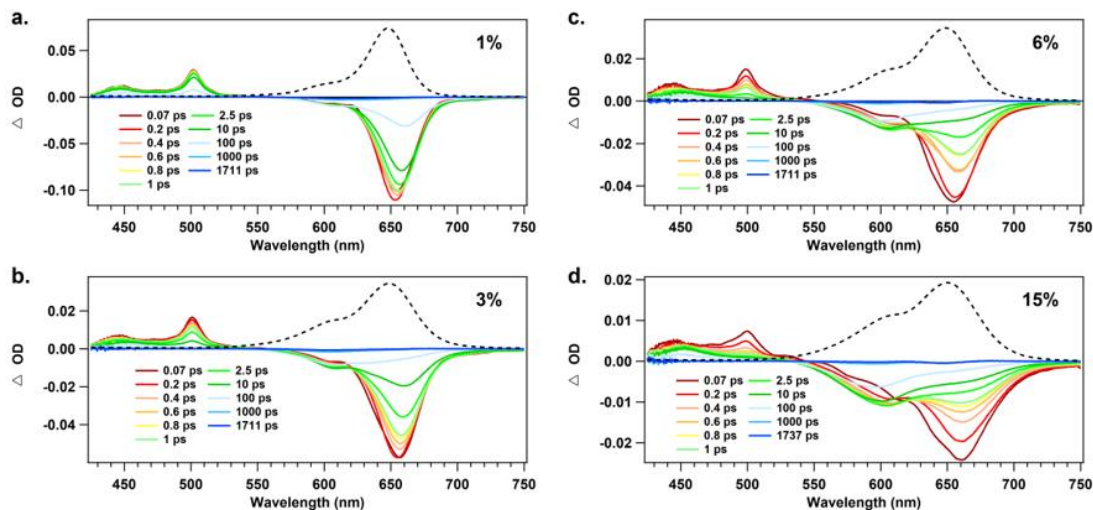 a.
1%
0.05
0.00
-0.05
-0.10
△ OD
0.07 ps
0.2 ps
0.4 ps
0.6 ps
0.8 ps
1 ps
2.5 ps
10 ps
100 ps
1000 ps
1711 ps
450 500 550 600 650 700 750
Wavelength (nm)
b.
3%
0.02
0.00
-0.02
-0.04
△ OD
0.07 ps
0.2 ps
0.4 ps
0.6 ps
0.8 ps
1 ps
2.5 ps
10 ps
100 ps
1000 ps
1711 ps
450 500 550 600 650 700 750
Wavelength (nm)
c.
6%
0.02
0.00
-0.02
-0.04
△ OD
0.07 ps
0.2 ps
0.4 ps
0.6 ps
0.8 ps
1 ps
2.5 ps
10 ps
100 ps
1000 ps
1711 ps
450 500 550 600 650 700 750
Wavelength (nm)
d.
15%
0.02
0.01
0.00
-0.01
-0.02
△ OD
0.07 ps
0.2 ps
0.4 ps
0.6 ps
0.8 ps
1 ps
2.5 ps
10 ps
100 ps
1000 ps
1737 ps
450 500 550 600 650 700 750
Wavelength (nm)